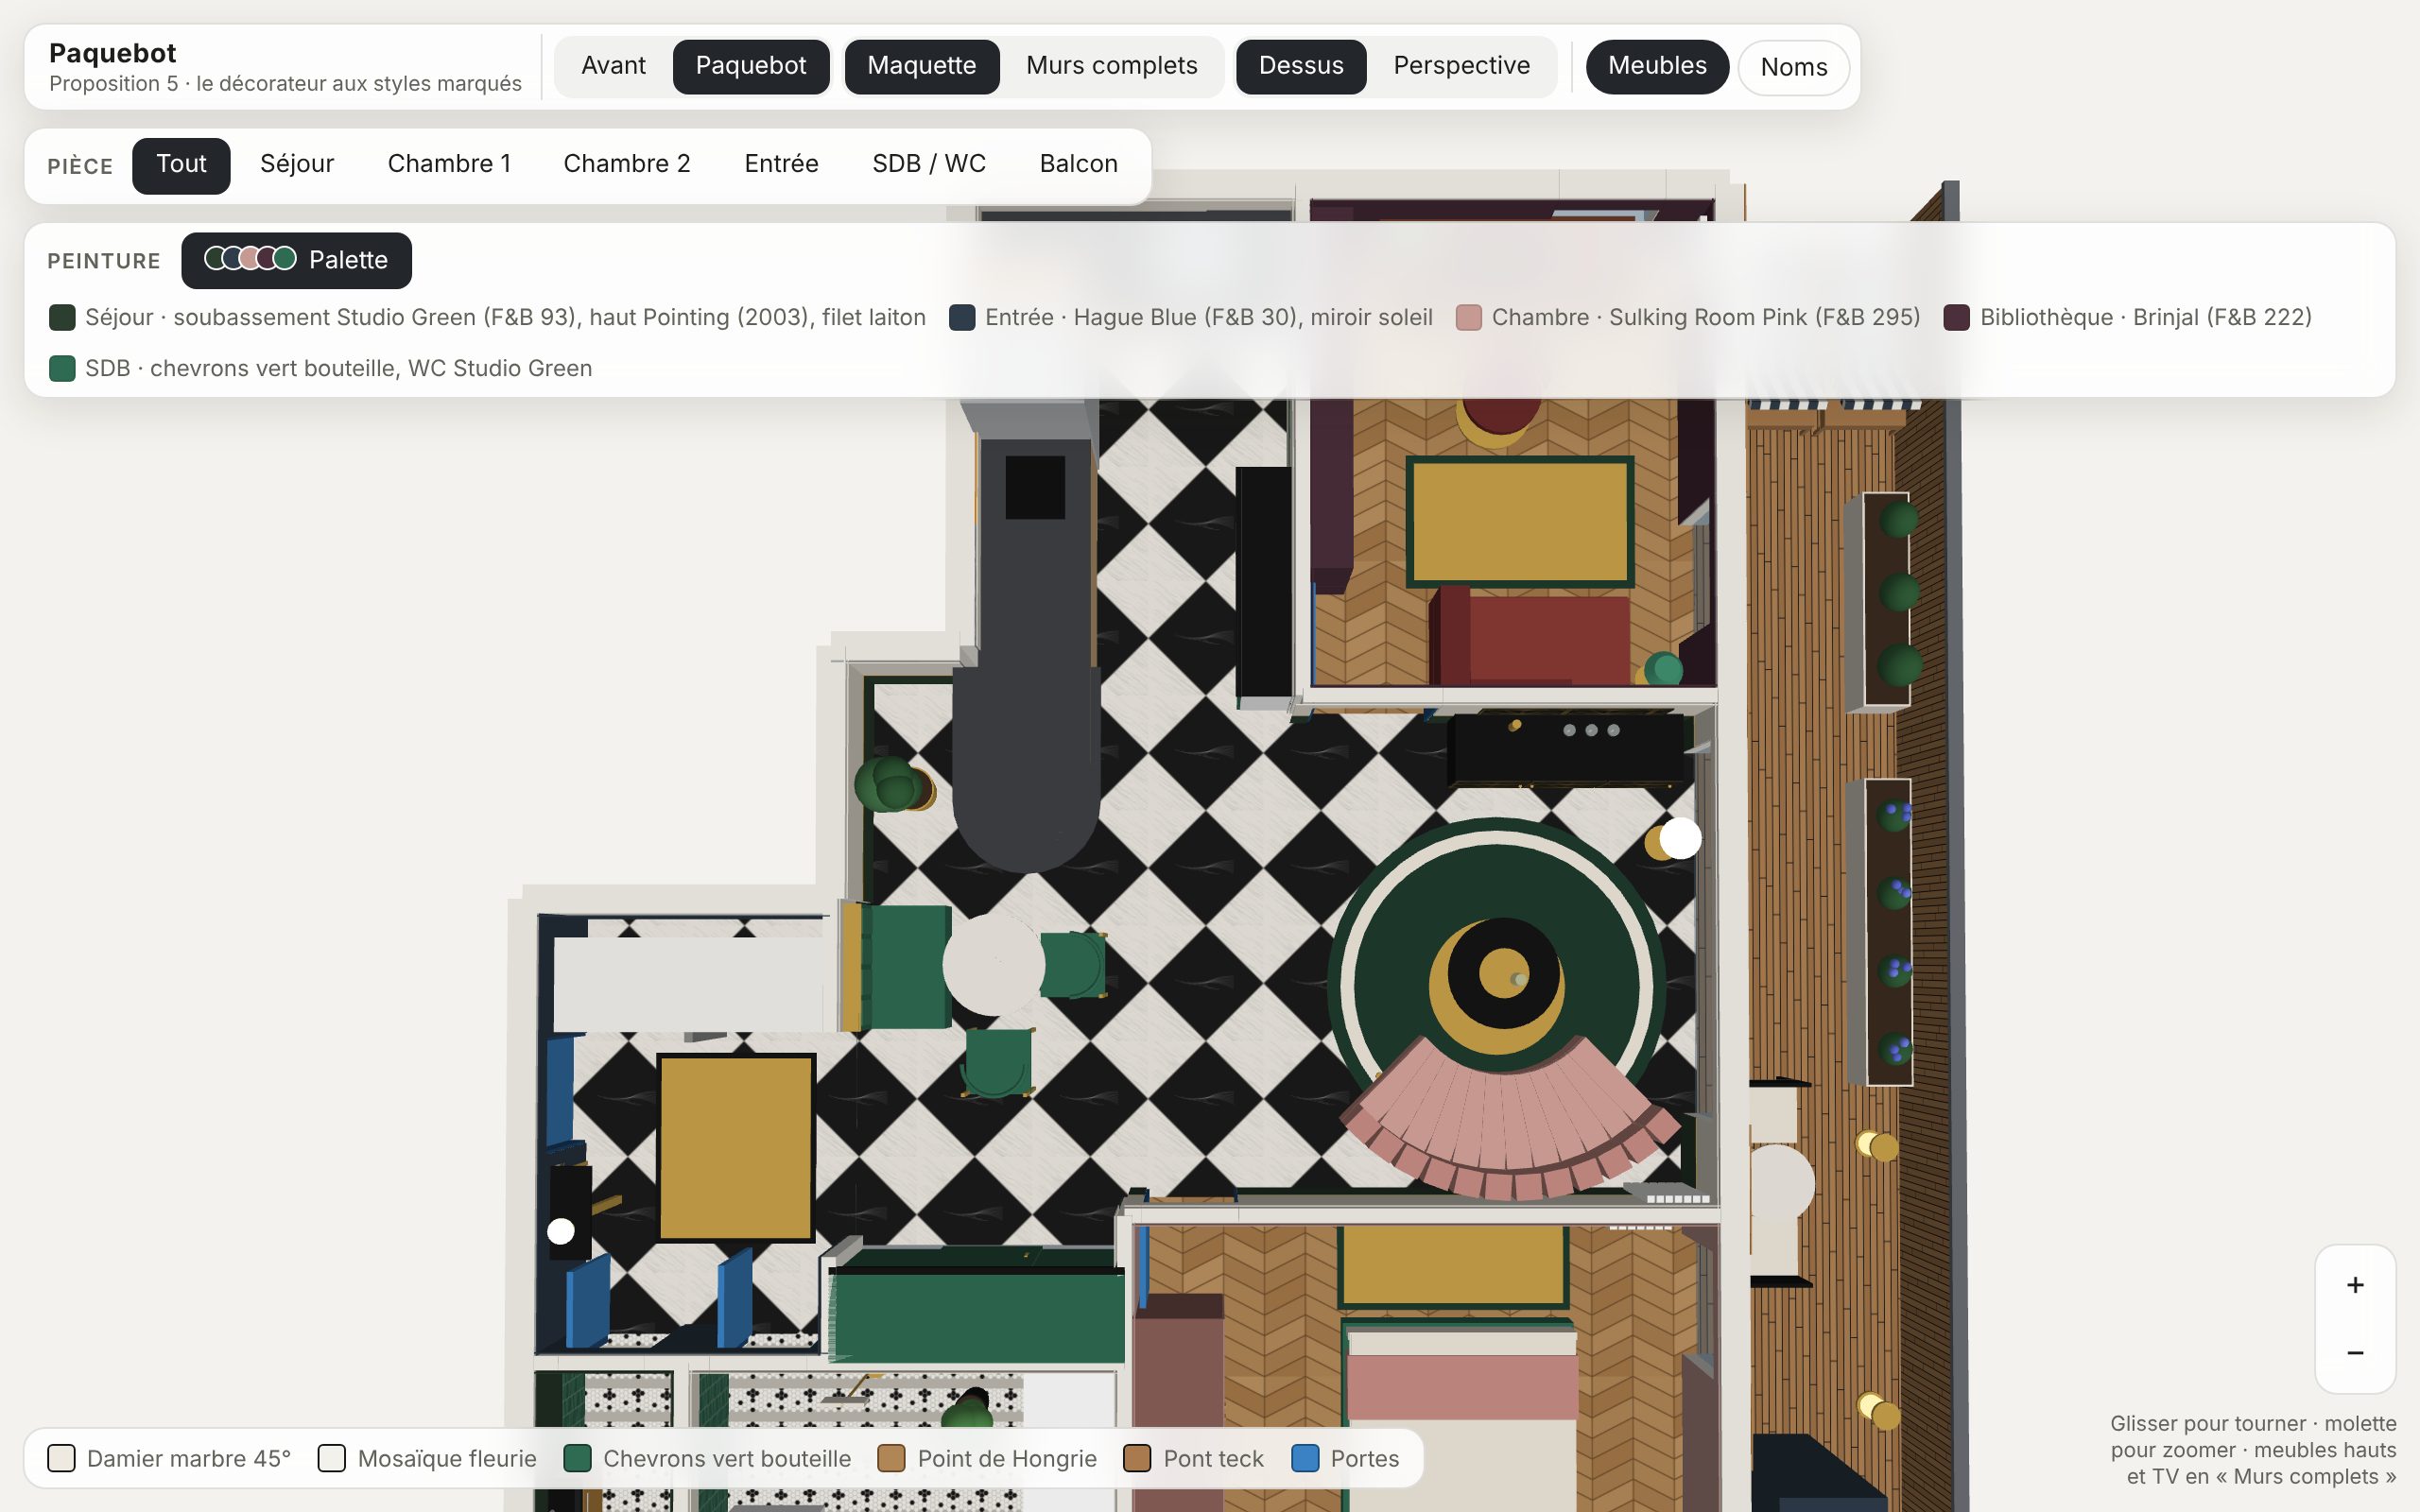 Paquebot
Proposition 5 · le décorateur aux styles marqués
Avant Paquebot Maquette Murs complets Dessus Perspective Meubles Noms
PIÈCE Tout Séjour Chambre 1 Chambre 2 Entrée SDB / WC Balcon
PEINTURE Palette
Séjour · soubassement Studio Green (F&B 93), haut Pointing (2003), filet laiton Entrée · Hague Blue (F&B 30), miroir soleil Chambre · Sulking Room Pink (F&B 295) Bibliothèque · Brinjal (F&B 222)
SDB · chevrons vert bouteille, WC Studio Green
+
−
Glisser pour tourner · molette
pour zoomer · meubles hauts
et TV en « Murs complets »
Damier marbre 45° Mosaïque fleurie Chevrons vert bouteille Point de Hongrie Pont teck Portes